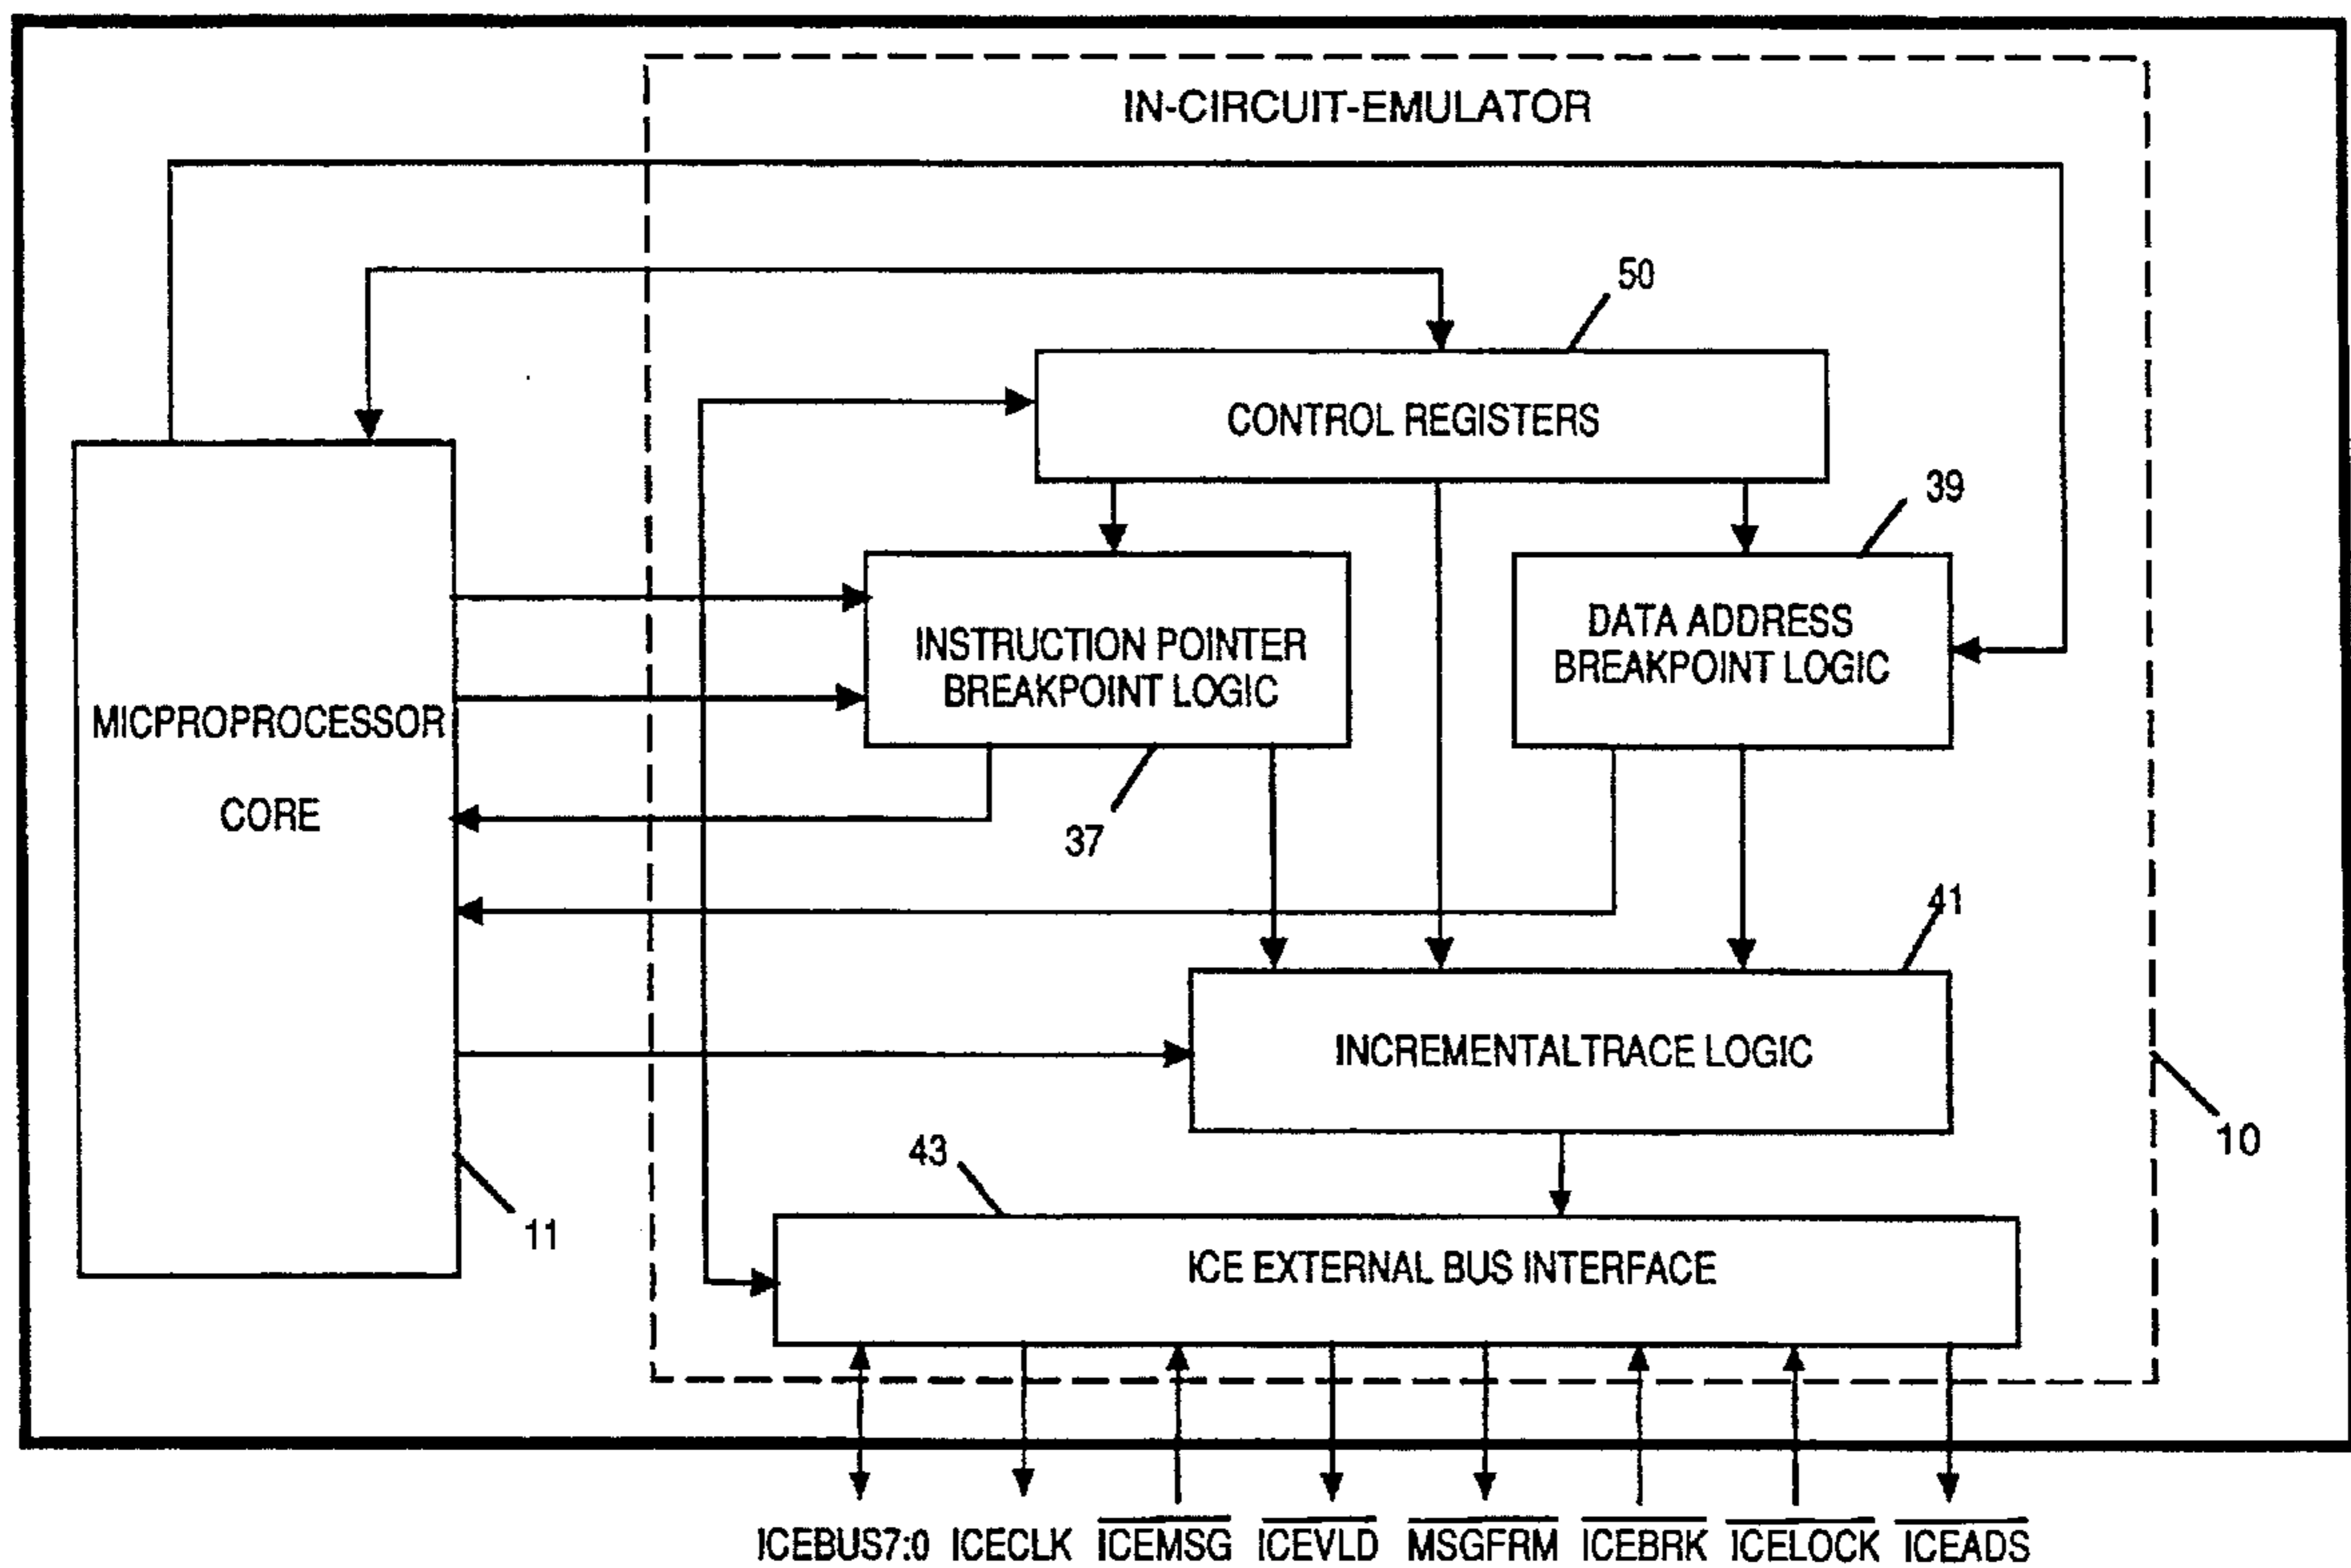 IN-CIRCUIT-EMULATOR
50
CONTROL REGISTERS
39
INSTRUCTION POINTER
BREAKPOINT LOGIC
DATA ADDRESS
BREAKPOINT LOGIC
MICPROPROCESSOR
CORE
37
41
INCREMENTALTRACE LOGIC
10
43
11
ICE EXTERNAL BUS INTERFACE
ICEBUS7:0 ICECLK ICEMSG ICEVLD MSGFRM ICEBRK ICELOCK ICEADS